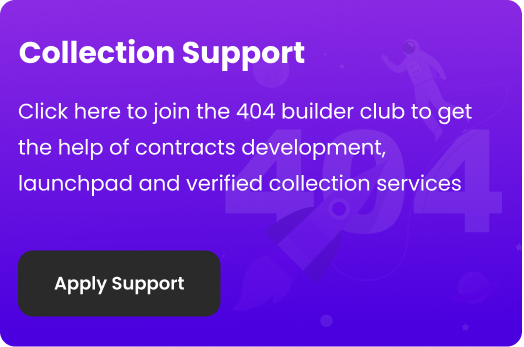 Collection Support
Click here to join the 404 builder club to get
the help of contracts development,
launchpad and verified collection services
404
Apply Support